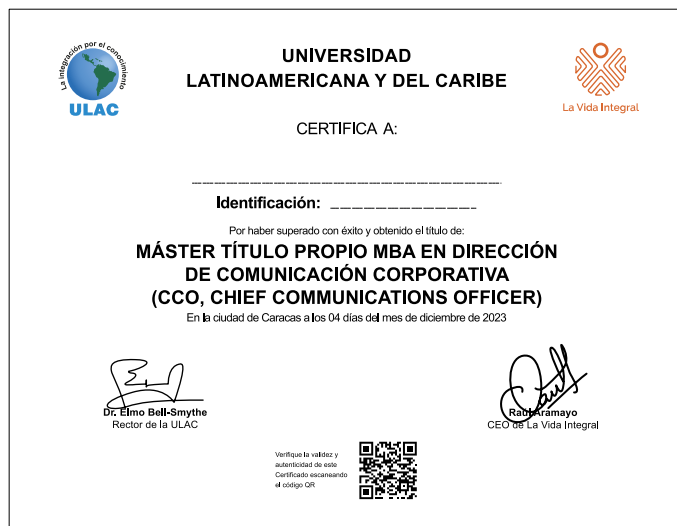 La integración por el conocimiento
ULAC
UNIVERSIDAD
LATINOAMERICANA Y DEL CARIBE
La Vida Integral
CERTIFICA A:
Identificación:
Por haber superado con éxito y obtenido el título de:
MÁSTER TÍTULO PROPIO MBA EN DIRECCIÓN
DE COMUNICACIÓN CORPORATIVA
(CCO, CHIEF COMMUNICATIONS OFFICER)
En la ciudad de Caracas a los 04 días del mes de diciembre de 2023
Dr. Elmo Bell-Smythe
Rector de la ULAC
Raúl Aramayo
CEO de La Vida Integral
Verifique la validez y
autenticidad de este
Certificado escaneando
el código QR